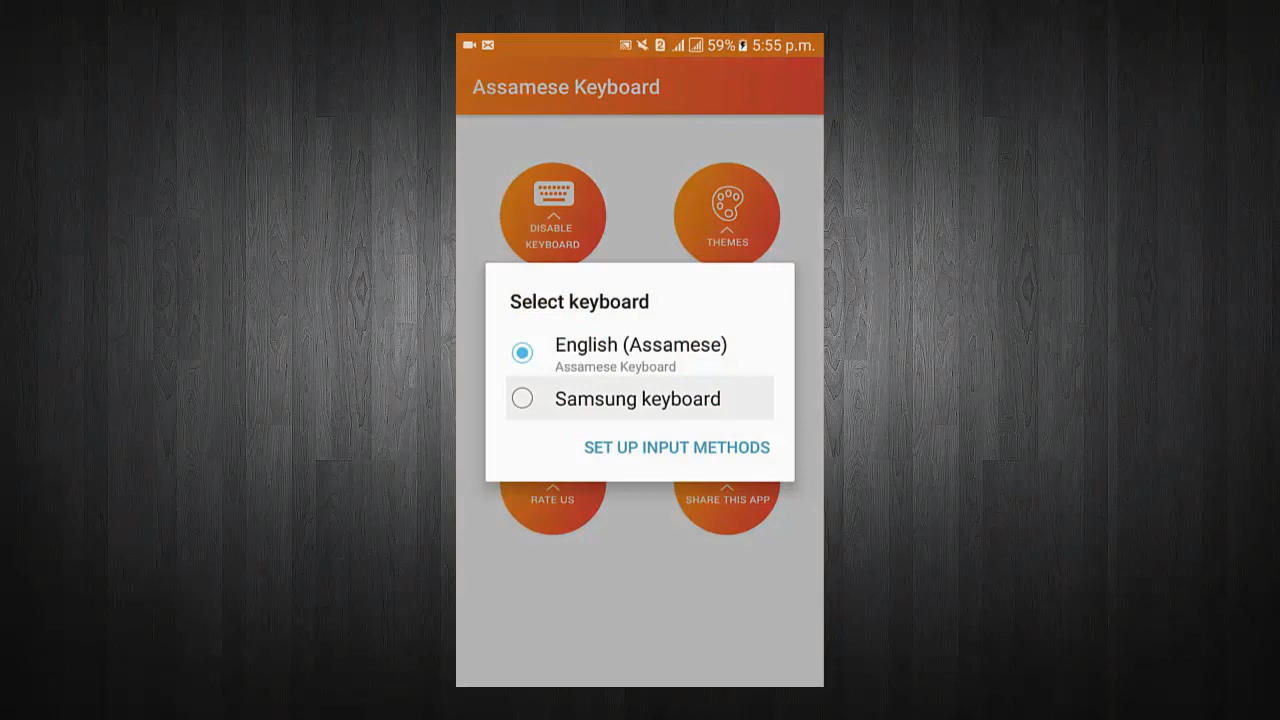 59% 5:55 p.m.
Assamese Keyboard
DISABLE
KEYBOARD
THEMES
Select keyboard
English (Assamese)
Assamese Keyboard
Samsung keyboard
SET UP INPUT METHODS
RATE US
SHARE THIS APP